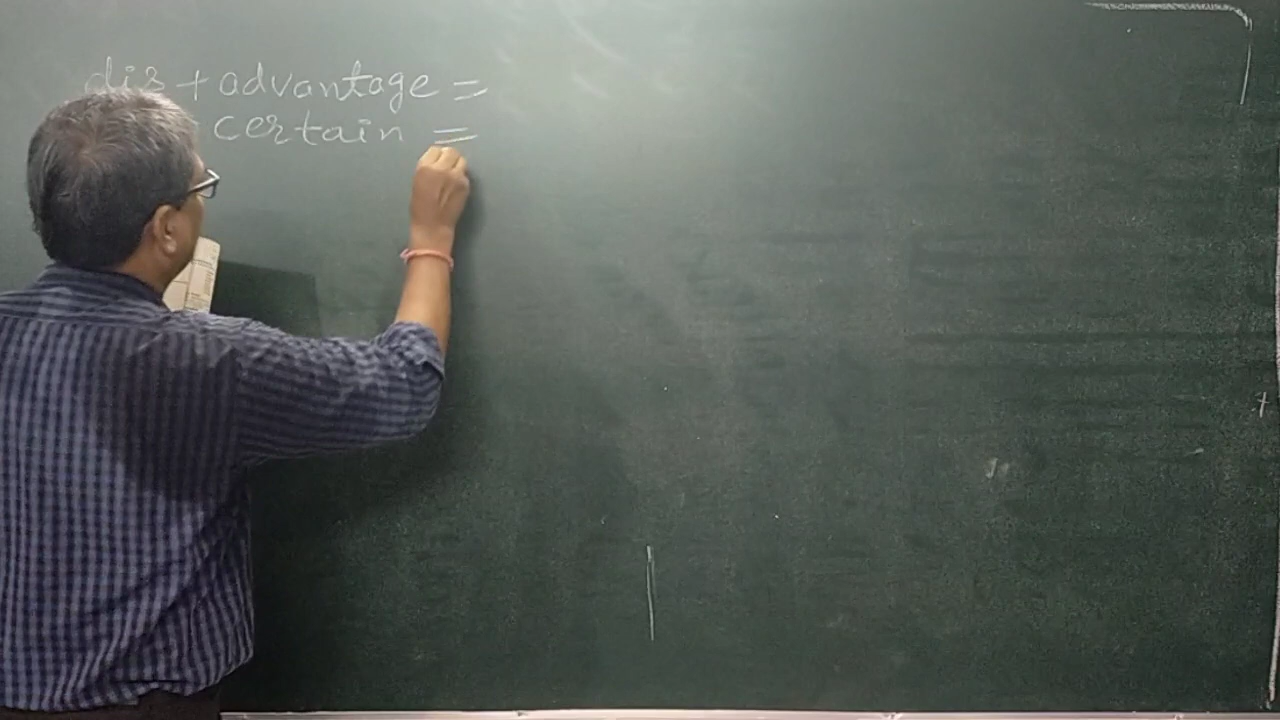 dis + advantage =
certain =